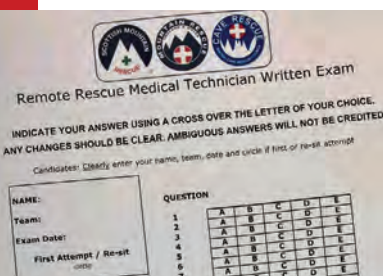 SCOTTISH MOUNTAIN RESCUE
MOUNTAIN RESCUE
CAVE RESCUE
Remote Rescue Medical Technician Written Exam
INDICATE YOUR ANSWER USING A CROSS OVER THE LETTER OF YOUR CHOICE.
ANY CHANGES SHOULD BE CLEAR. AMBIGUOUS ANSWERS WILL NOT BE CREDITED
Candidates: Clearly enter your name, team, date and circle if first or re-sit attempt
NAME:
Team:
Exam Date:
First Attempt / Re-sit
QUESTION
1 A B C D E
2 A B C D E
3 A B C D E
4 A B C D E
5 A B C D E
6 A B C D E